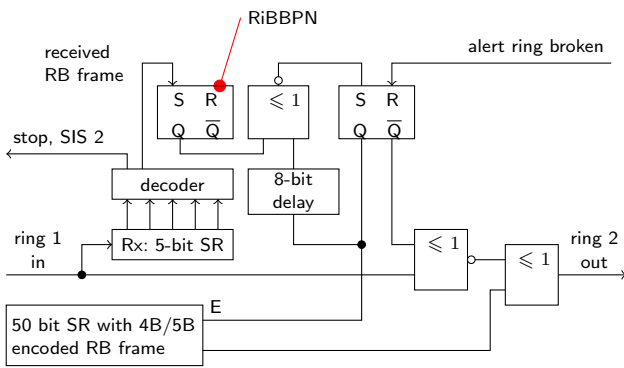 RiBBPN
received
RB frame
alert ring broken
S R
⩽ 1
S R
Q Q̅
Q Q̅
stop, SIS 2
decoder
8-bit
delay
ring 1
in
Rx: 5-bit SR
⩽ 1
⩽ 1
ring 2
out
E
50 bit SR with 4B/5B
encoded RB frame